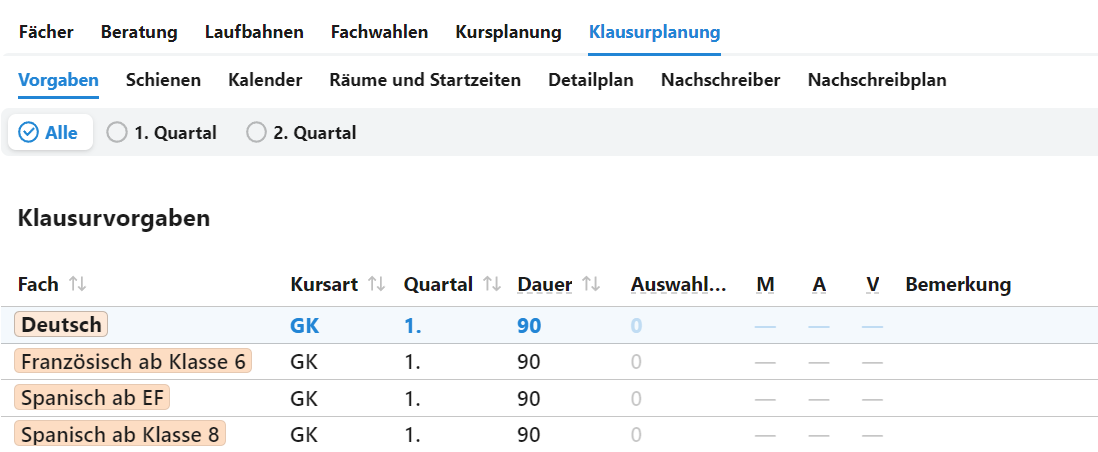 Fächer Beratung Laufbahnen Fachwahlen Kursplanung Klausurplanung
Vorgaben Schienen Kalender Räume und Startzeiten Detailplan Nachschreiber Nachschreibplan
Alle 1. Quartal 2. Quartal
Klausurvorgaben
Fach Kursart Quartal Dauer Auswahl... M A V Bemerkung
Deutsch GK 1. 90 0 — — —
Französisch ab Klasse 6 GK 1. 90 0 — — —
Spanisch ab EF GK 1. 90 0 — — —
Spanisch ab Klasse 8 GK 1. 90 0 — — —